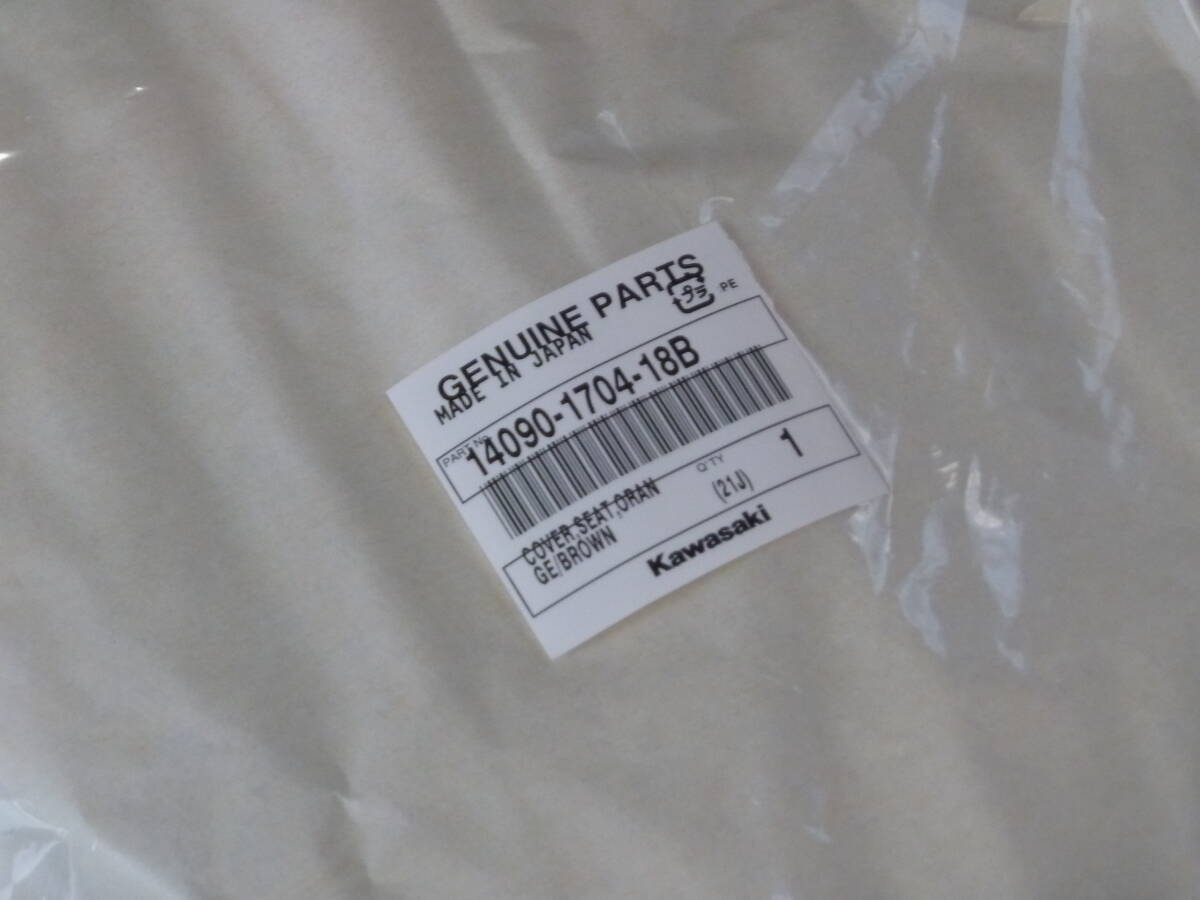 GENUINE PARTS
MADE IN JAPAN
プラ PE
PART No.
14090-1704-18B
COVER,SEAT,ORAN
GE/BROWN
Q'TY
(21J)
1
Kawasaki